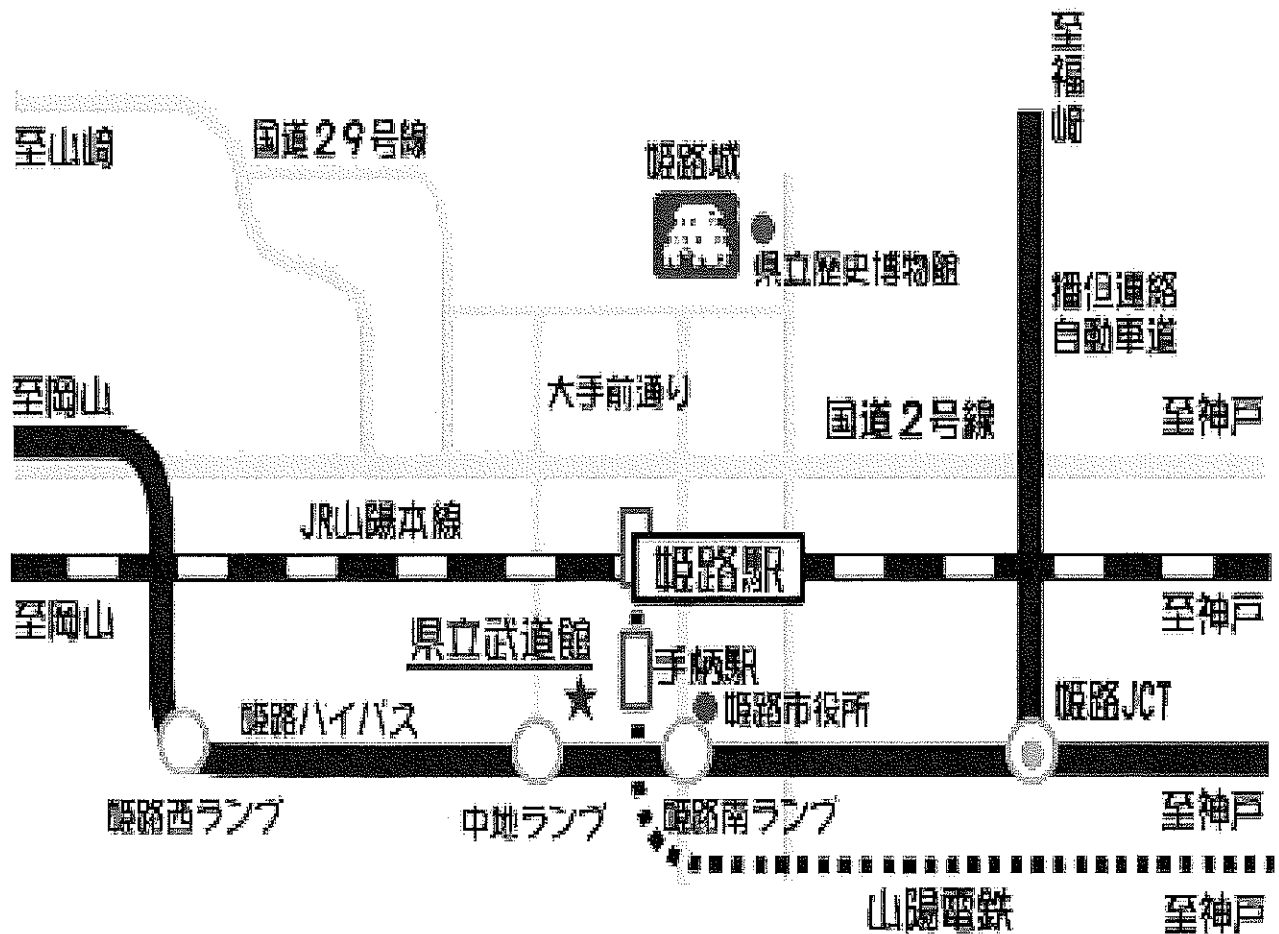 至福崎
至山崎
国道29号線
姫路城
県立歴史博物館
播但連絡
自動車道
至岡山
大手前通り
国道2号線
至神戸
JR山陽本線
姫路駅
至岡山
至神戸
県立武道館
手柄駅
姫路市役所
姫路JCT
姫路バイパス
姫路西ランプ
中地ランプ
姫路南ランプ
至神戸
山陽電鉄
至神戸